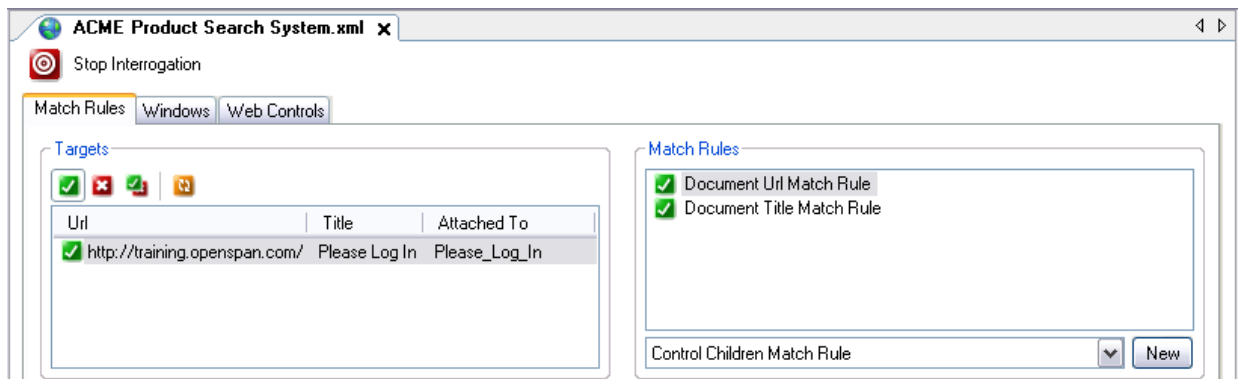 ACME Product Search System.xml
Stop Interrogation
Match Rules Windows Web Controls
Targets
Url Title Attached To
http://training.openspan.com/ Please Log In Please_Log_In
Match Rules
Document Url Match Rule
Document Title Match Rule
Control Children Match Rule New